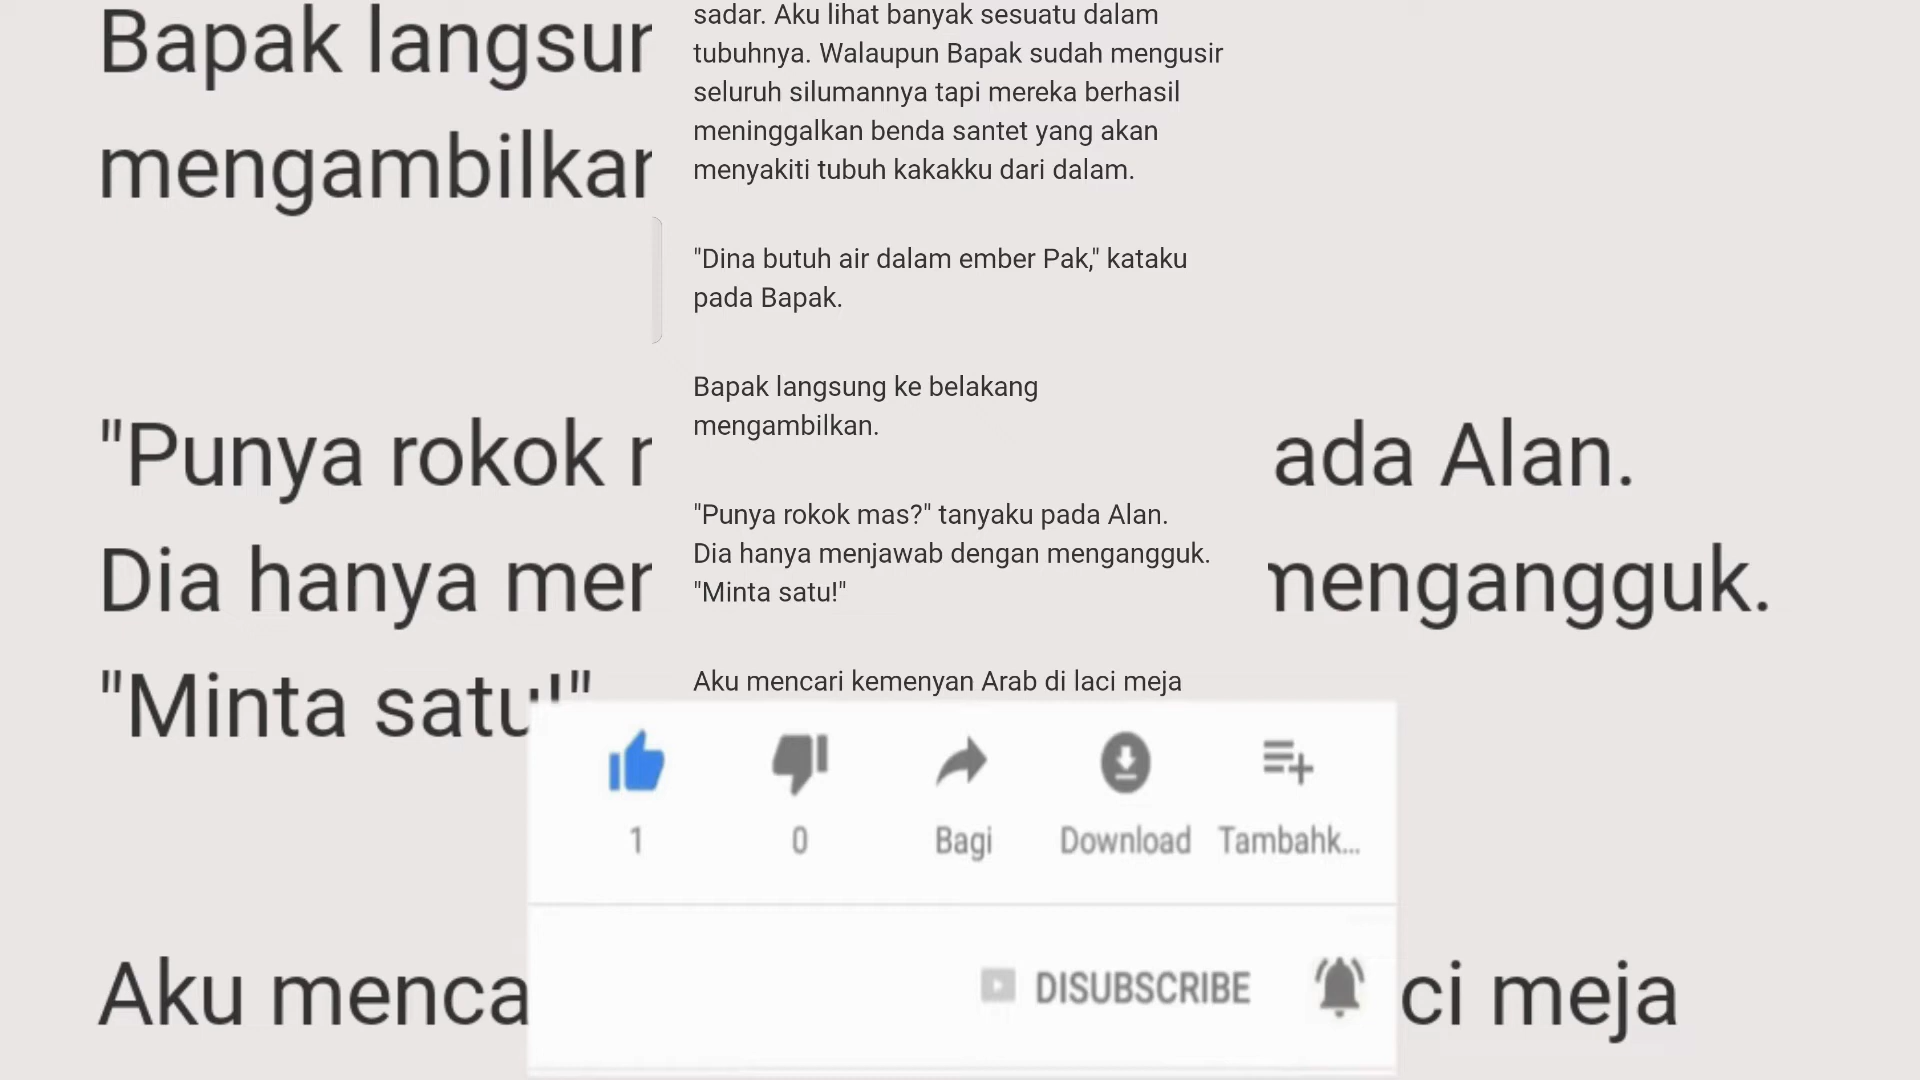 sadar. Aku lihat banyak sesuatu dalam
tubuhnya. Walaupun Bapak sudah mengusir
seluruh silumannya tapi mereka berhasil
meninggalkan benda santet yang akan
menyakiti tubuh kakakku dari dalam.
"Dina butuh air dalam ember Pak," kataku
pada Bapak.
Bapak langsung ke belakang
mengambilkan.
"Punya rokok mas?" tanyaku pada Alan.
Dia hanya menjawab dengan mengangguk.
"Minta satu!"
Aku mencari kemenyan Arab di laci meja
Bapak langsun
mengambilkan
"Punya rokok m ada Alan.
Dia hanya men mengangguk.
"Minta satu!"
Aku menca ci meja
1 0 Bagi Download Tambahk...
DISUBSCRIBE